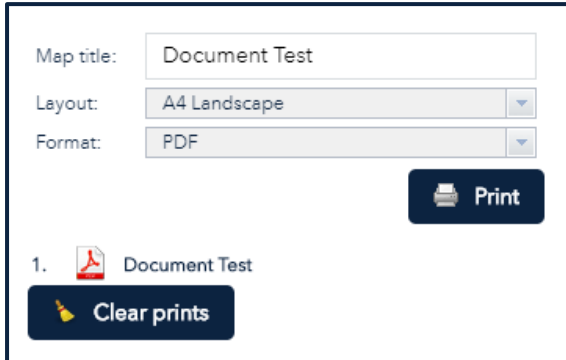 Map title: Document Test
Layout: A4 Landscape
Format: PDF
Print
1. Document Test
Clear prints